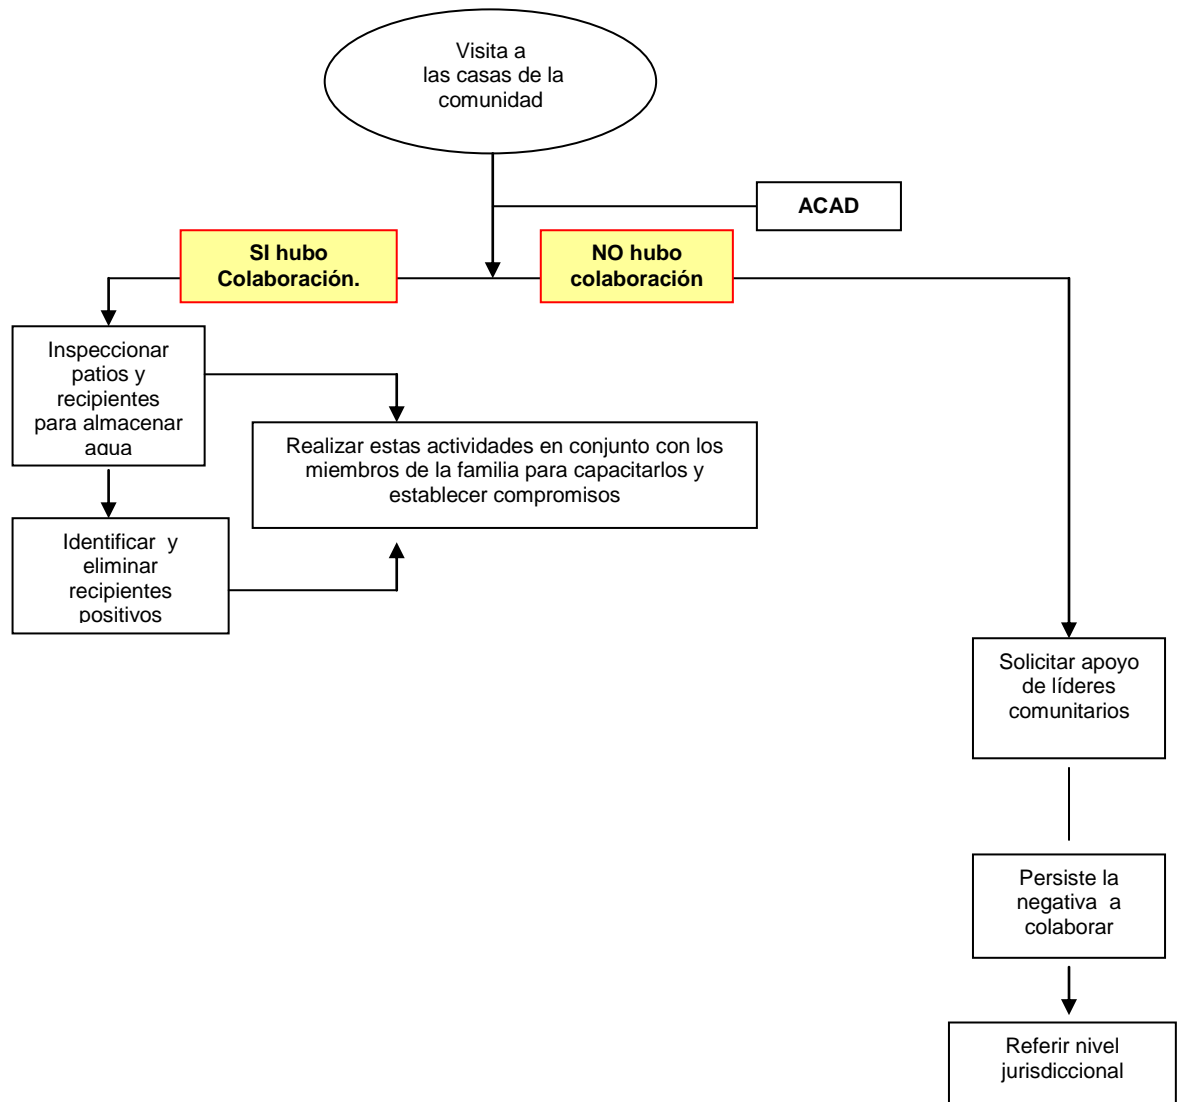 Visita a
las casas de la
comunidad
ACAD
SI hubo
Colaboración.
NO hubo
colaboración
Inspeccionar
patios y
recipientes
para almacenar
agua
Realizar estas actividades en conjunto con los
miembros de la familia para capacitarlos y
establecer compromisos
Identificar y
eliminar
recipientes
positivos
Solicitar apoyo
de líderes
comunitarios
Persiste la
negativa a
colaborar
Referir nivel
jurisdiccional